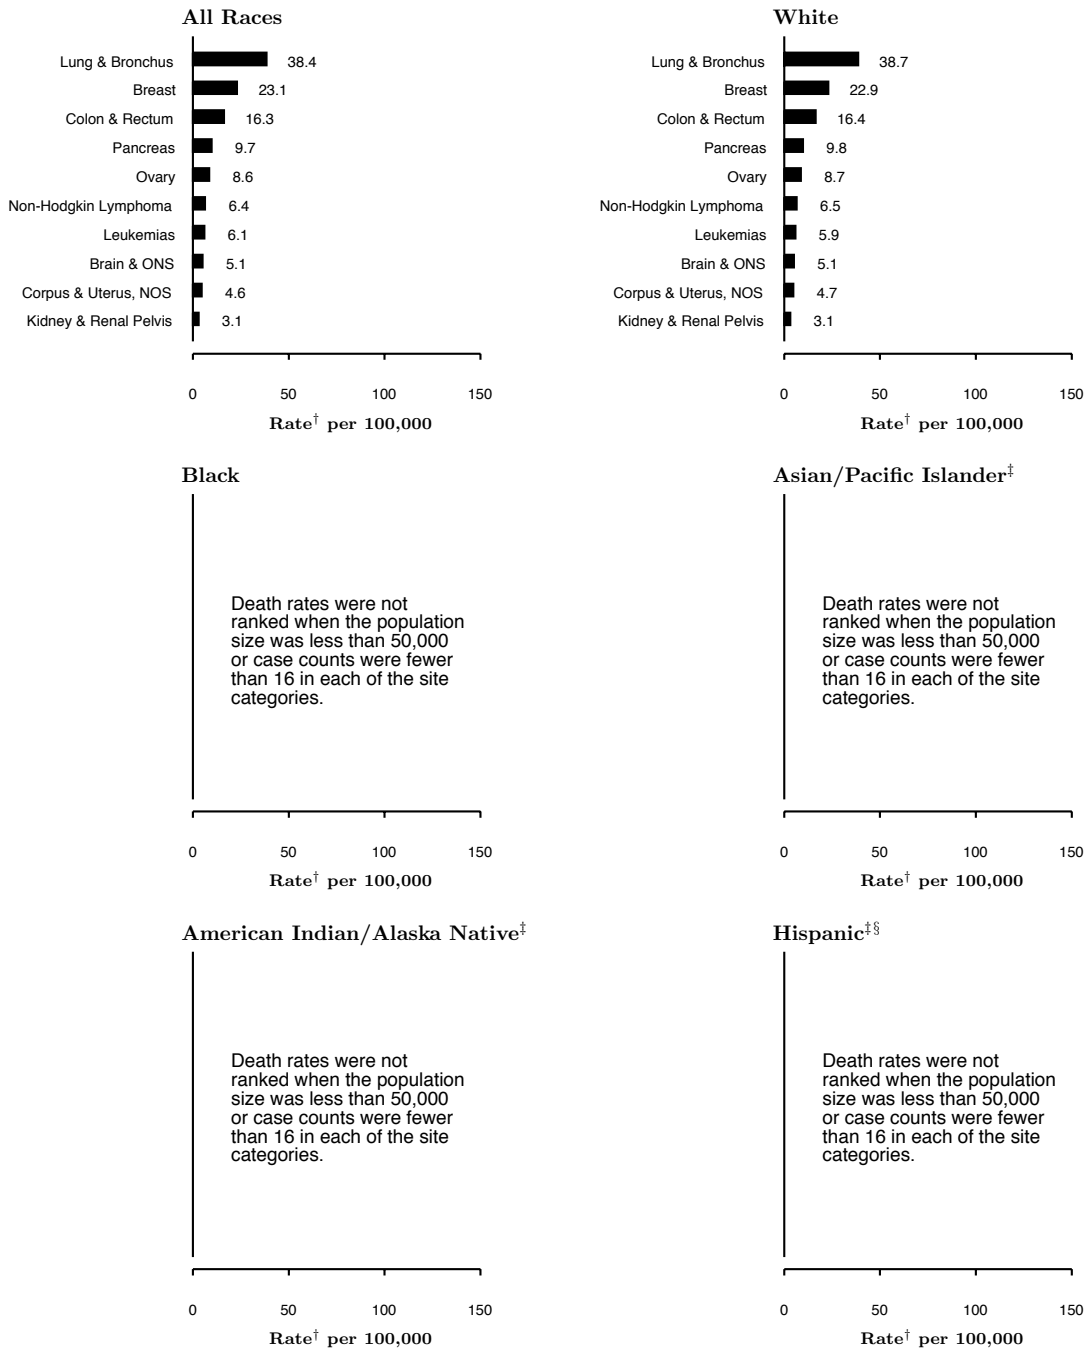 All Races
Lung & Bronchus 38.4
Breast 23.1
Colon & Rectum 16.3
Pancreas 9.7
Ovary 8.6
Non-Hodgkin Lymphoma 6.4
Leukemias 6.1
Brain & ONS 5.1
Corpus & Uterus, NOS 4.6
Kidney & Renal Pelvis 3.1
0 50 100 150
Rate† per 100,000
White
Lung & Bronchus 38.7
Breast 22.9
Colon & Rectum 16.4
Pancreas 9.8
Ovary 8.7
Non-Hodgkin Lymphoma 6.5
Leukemias 5.9
Brain & ONS 5.1
Corpus & Uterus, NOS 4.7
Kidney & Renal Pelvis 3.1
0 50 100 150
Rate† per 100,000
Black
Death rates were not
ranked when the population
size was less than 50,000
or case counts were fewer
than 16 in each of the site
categories.
0 50 100 150
Rate† per 100,000
Asian/Pacific Islander‡
Death rates were not
ranked when the population
size was less than 50,000
or case counts were fewer
than 16 in each of the site
categories.
0 50 100 150
Rate† per 100,000
American Indian/Alaska Native‡
Death rates were not
ranked when the population
size was less than 50,000
or case counts were fewer
than 16 in each of the site
categories.
0 50 100 150
Rate† per 100,000
Hispanic‡§
Death rates were not
ranked when the population
size was less than 50,000
or case counts were fewer
than 16 in each of the site
categories.
0 50 100 150
Rate† per 100,000